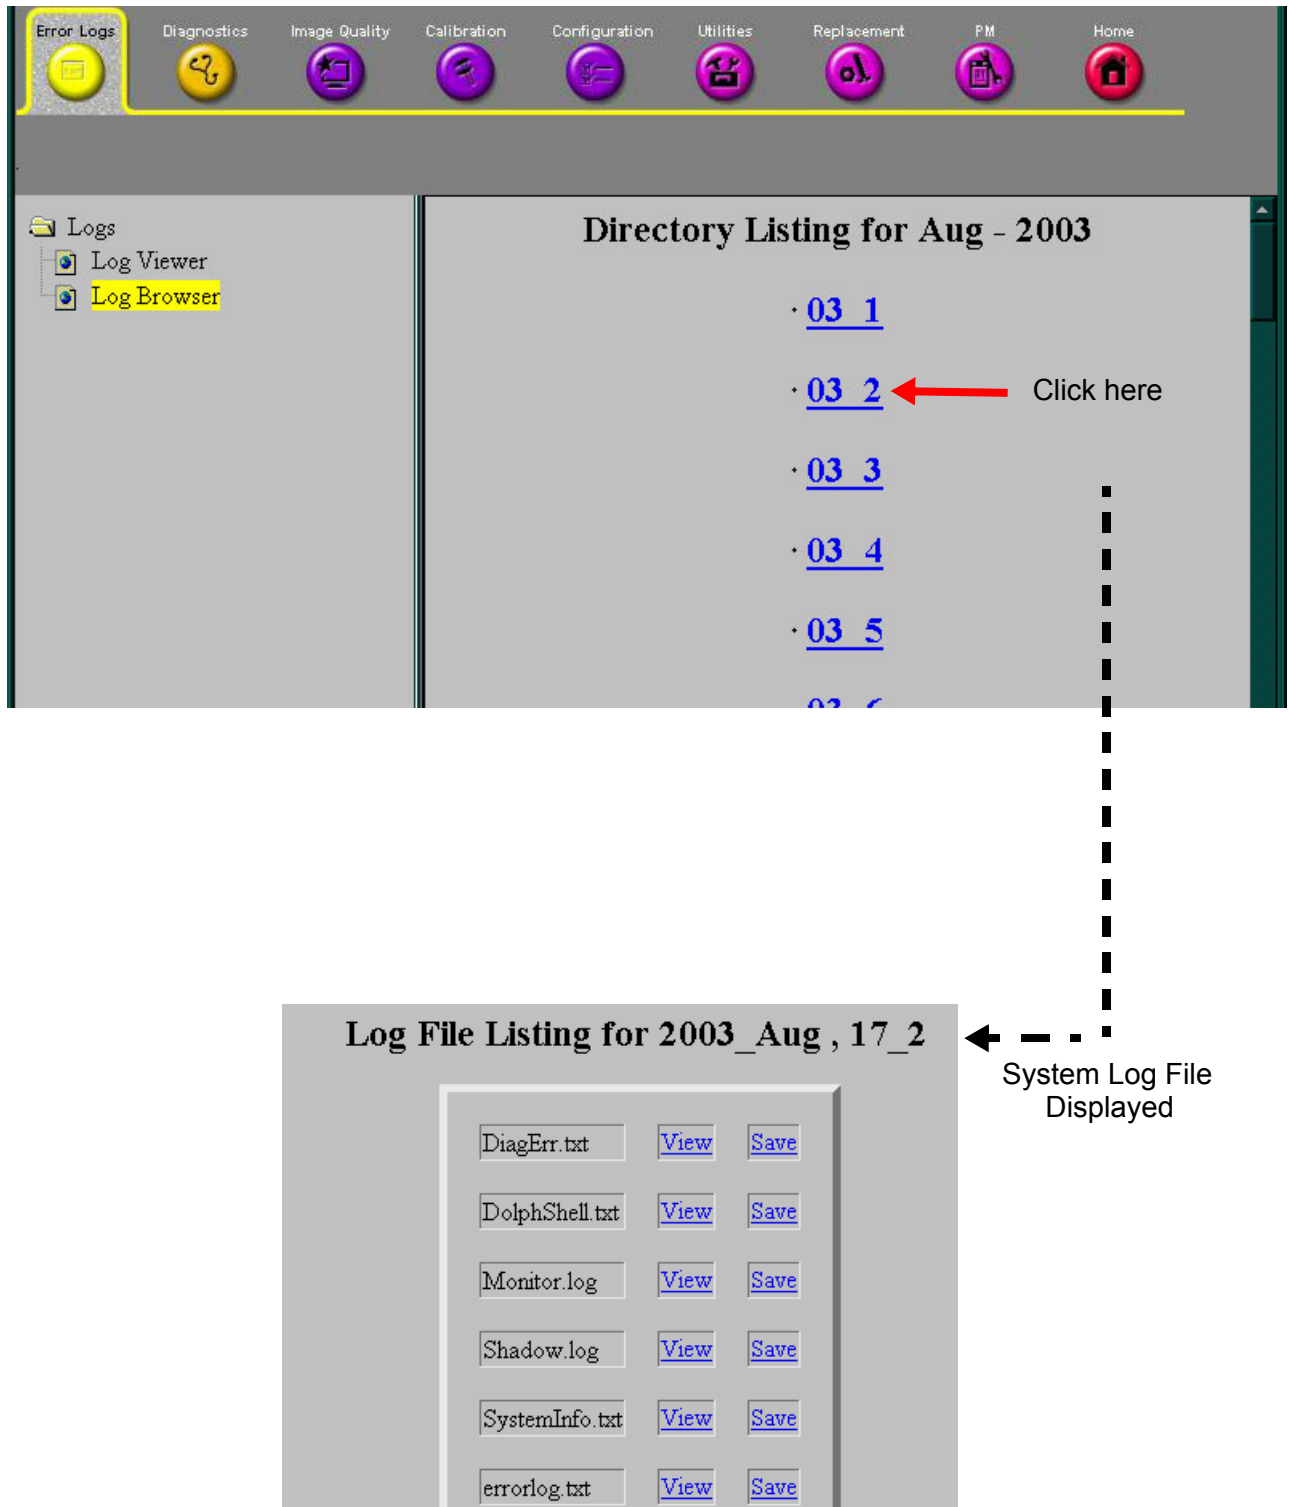 Error Logs Diagnostics Image Quality Calibration Configuration Utilities Replacement PM Home
Logs
Log Viewer
Log Browser
Directory Listing for Aug - 2003
03 1
03 2
Click here
03 3
03 4
03 5
03 6
Log File Listing for 2003_Aug , 17_2
System Log File
Displayed
DiagErr.txt View Save
DolphShell.txt View Save
Monitor.log View Save
Shadow.log View Save
SystemInfo.txt View Save
errorlog.txt View Save